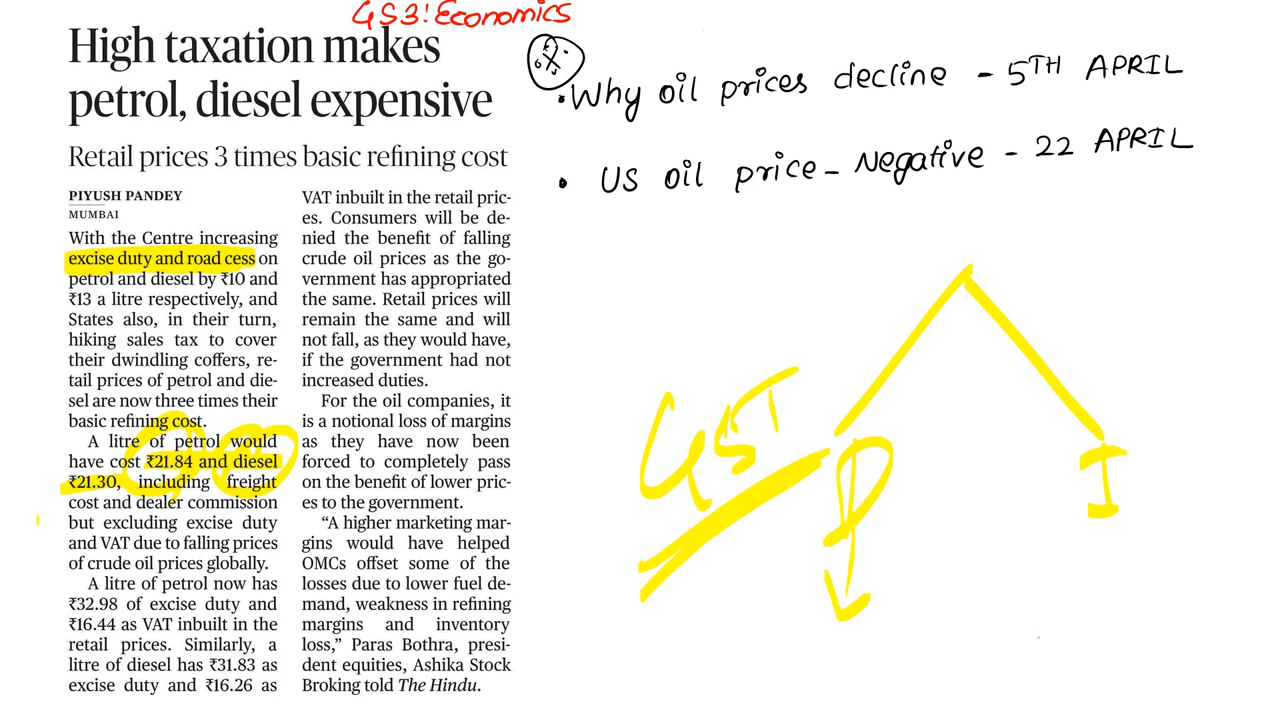 GS3: Economics
High taxation makes
petrol, diesel expensive
Retail prices 3 times basic refining cost
PIYUSH PANDEY
MUMBAI
With the Centre increasing
excise duty and road cess on
petrol and diesel by ₹10 and
₹13 a litre respectively, and
States also, in their turn,
hiking sales tax to cover
their dwindling coffers, re-
tail prices of petrol and die-
sel are now three times their
basic refining cost.
A litre of petrol would
have cost ₹21.84 and diesel
₹21.30, including freight
cost and dealer commission
but excluding excise duty
and VAT due to falling prices
of crude oil prices globally.
A litre of petrol now has
₹32.98 of excise duty and
₹16.44 as VAT inbuilt in the
retail prices. Similarly, a
litre of diesel has ₹31.83 as
excise duty and ₹16.26 as
VAT inbuilt in the retail pric-
es. Consumers will be de-
nied the benefit of falling
crude oil prices as the go-
vernment has appropriated
the same. Retail prices will
remain the same and will
not fall, as they would have,
if the government had not
increased duties.
For the oil companies, it
is a notional loss of margins
as they have now been
forced to completely pass
on the benefit of lower pric-
es to the government.
“A higher marketing mar-
gins would have helped
OMCs offset some of the
losses due to lower fuel de-
mand, weakness in refining
margins and inventory
loss,” Paras Bothra, presi-
dent equities, Ashika Stock
Broking told The Hindu.
• Why oil prices decline - 5TH APRIL
• US oil price - Negative - 22 APRIL
GST
P
I